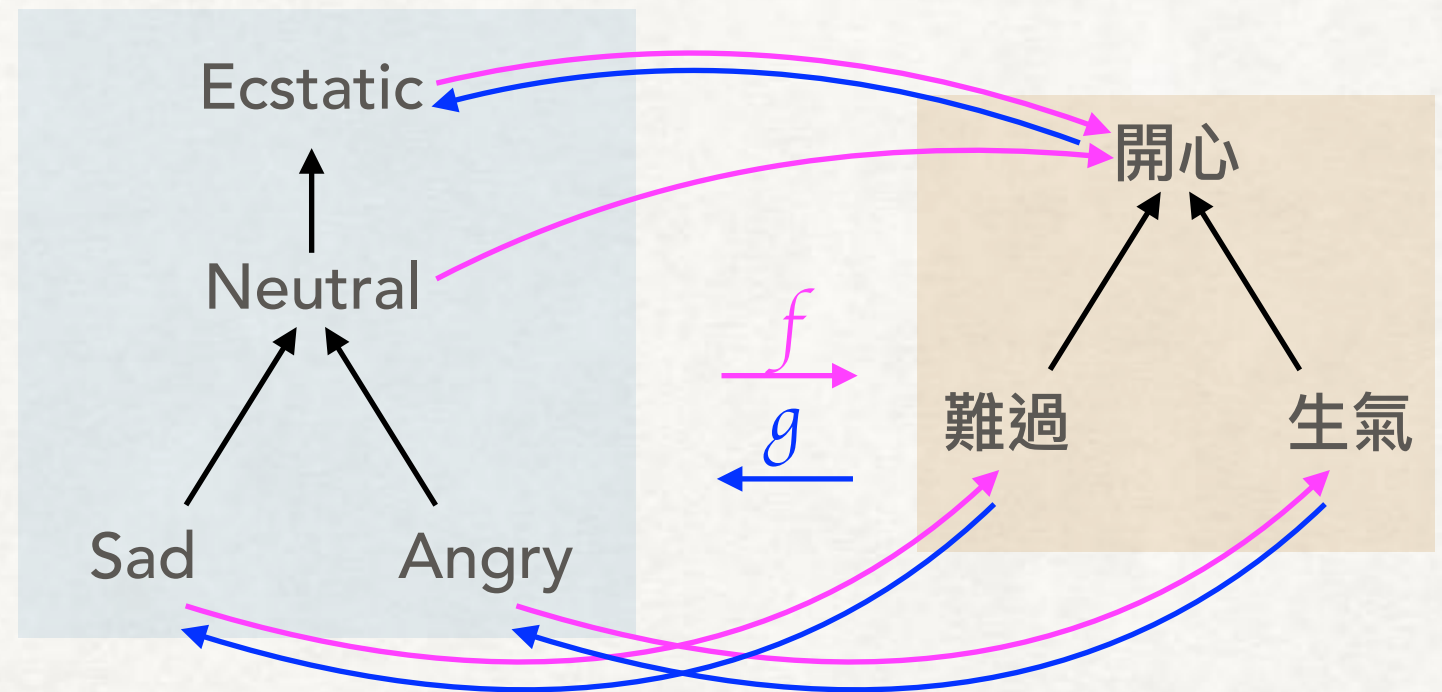 Ecstatic
開心
Neutral
f
難過
生氣
g
Sad
Angry